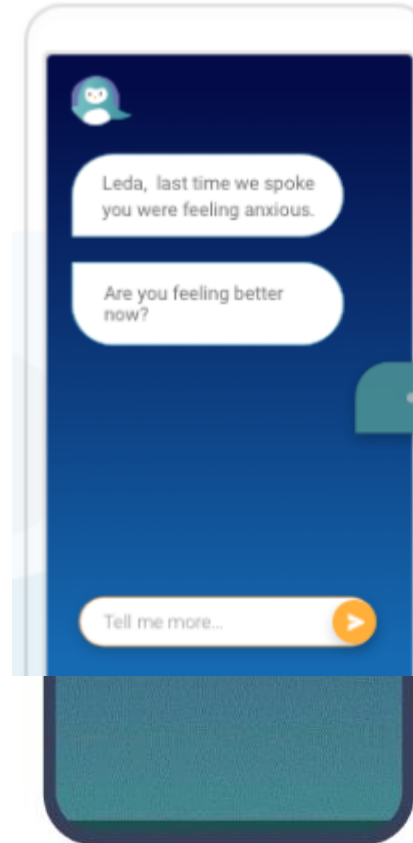 Leda, last time we spoke
you were feeling anxious.
Are you feeling better
now?
Tell me more...